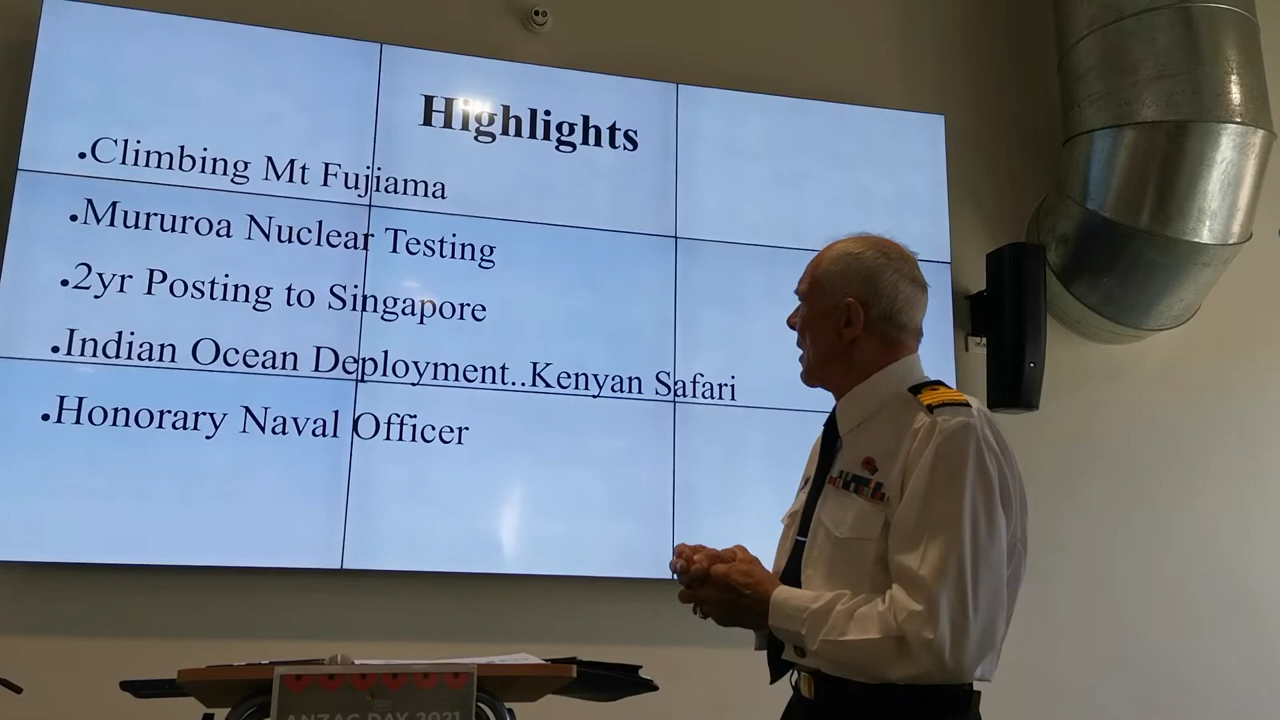 Highlights
.Climbing Mt Fujiama
.Mururoa Nuclear Testing
.2yr Posting to Singapore
.Indian Ocean Deployment..Kenyan Safari
.Honorary Naval Officer
ANZAC DAY 2021